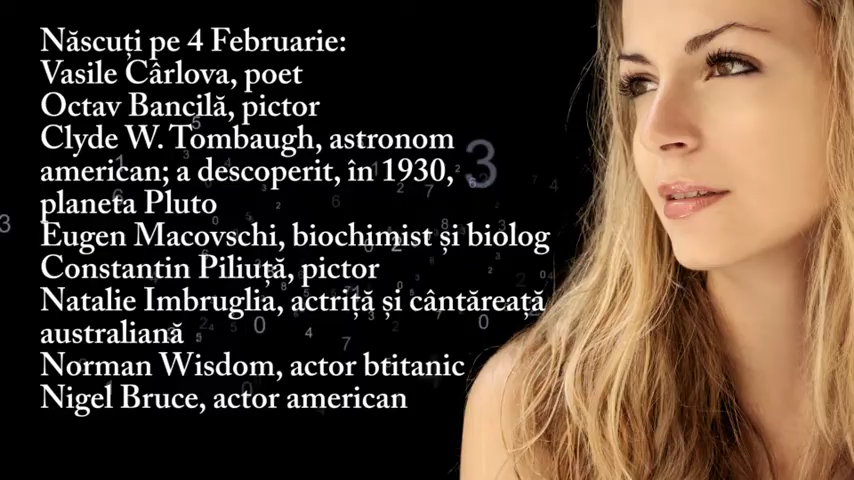 Născuți pe 4 Februarie:
Vasile Cârlova, poet
Octav Bancilă, pictor
Clyde W. Tombaugh, astronom
american; a descoperit, în 1930,
planeta Pluto
Eugen Macovschi, biochimist și biolog
Constantin Piliuță, pictor
Natalie Imbruglia, actriță și cântăreață
australiană
Norman Wisdom, actor btitanic
Nigel Bruce, actor american